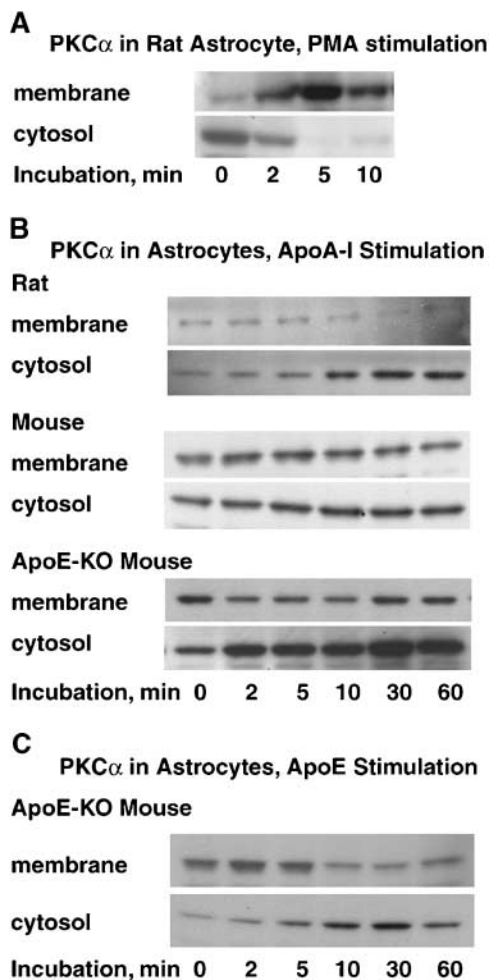 A
PKCα in Rat Astrocyte, PMA stimulation
membrane
cytosol
Incubation, min 0 2 5 10
B
PKCα in Astrocytes, ApoA-I Stimulation
Rat
membrane
cytosol
Mouse
membrane
cytosol
ApoE-KO Mouse
membrane
cytosol
Incubation, min 0 2 5 10 30 60
C
PKCα in Astrocytes, ApoE Stimulation
ApoE-KO Mouse
membrane
cytosol
Incubation, min 0 2 5 10 30 60